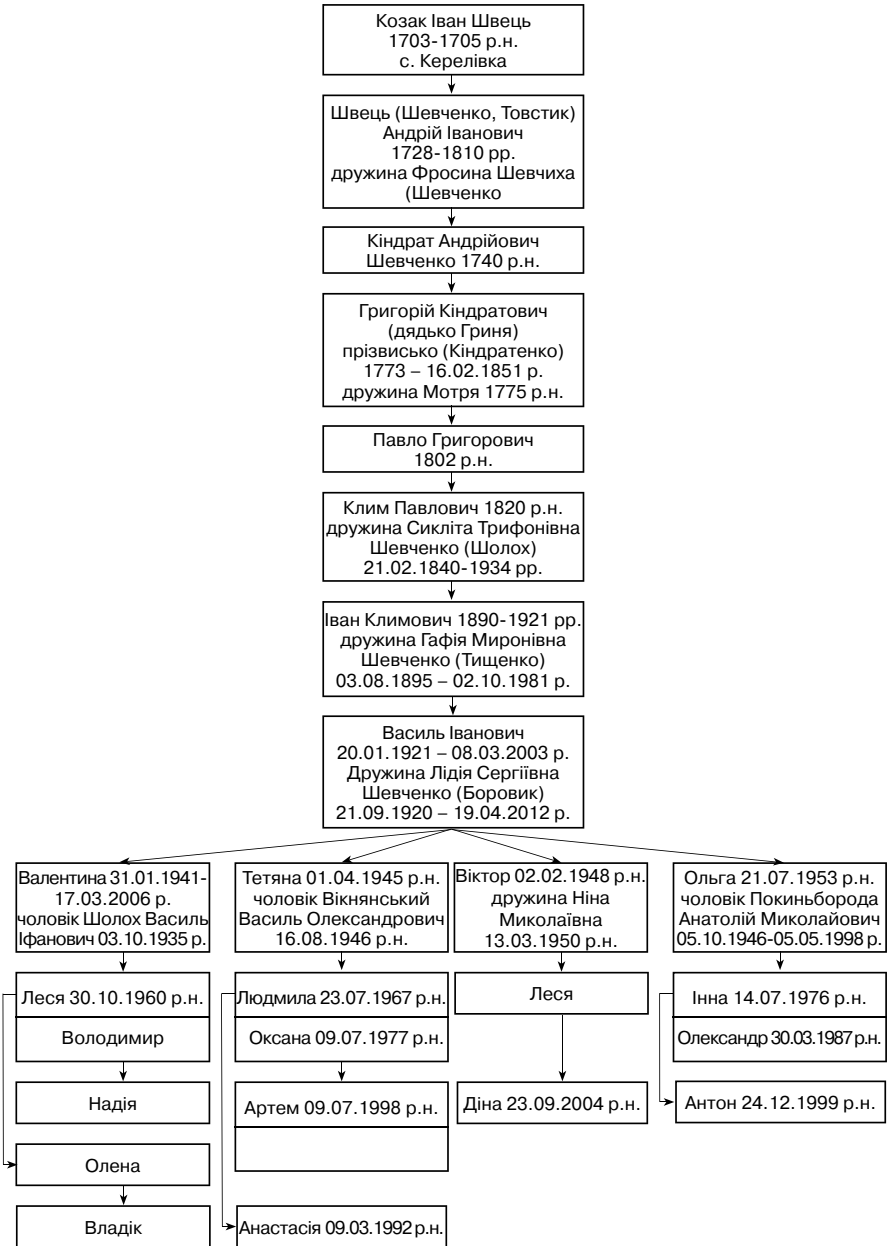 Козак Іван Швець
1703-1705 р.н.
с. Керелівка
Швець (Шевченко, Товстик)
Андрій Іванович
1728-1810 рр.
дружина Фросина Шевчиха
(Шевченко
Кіндрат Андрійович
Шевченко 1740 р.н.
Григорій Кіндратович
(дядько Гриня)
прізвисько (Кіндратенко)
1773 – 16.02.1851 р.
дружина Мотря 1775 р.н.
Павло Григорович
1802 р.н.
Клим Павлович 1820 р.н.
дружина Сикліта Трифонівна
Шевченко (Шолох)
21.02.1840-1934 рр.
Іван Климович 1890-1921 рр.
дружина Гафія Миронівна
Шевченко (Тищенко)
03.08.1895 – 02.10.1981 р.
Василь Іванович
20.01.1921 – 08.03.2003 р.
Дружина Лідія Сергіївна
Шевченко (Боровик)
21.09.1920 – 19.04.2012 р.
Валентина 31.01.1941-
17.03.2006 р.
чоловік Шолох Василь
Іфанович 03.10.1935 р.
Тетяна 01.04.1945 р.н.
чоловік Вікнянський
Василь Олександрович
16.08.1946 р.н.
Віктор 02.02.1948 р.н.
дружина Ніна
Миколаївна
13.03.1950 р.н.
Ольга 21.07.1953 р.н.
чоловік Покиньборода
Анатолій Миколайович
05.10.1946-05.05.1998 р.
Леся 30.10.1960 р.н.
Людмила 23.07.1967 р.н.
Леся
Інна 14.07.1976 р.н.
Володимир
Оксана 09.07.1977 р.н.
Олександр 30.03.1987 р.н.
Надія
Артем 09.07.1998 р.н.
Діна 23.09.2004 р.н.
Антон 24.12.1999 р.н.
Олена
Владік
Анастасія 09.03.1992 р.н.